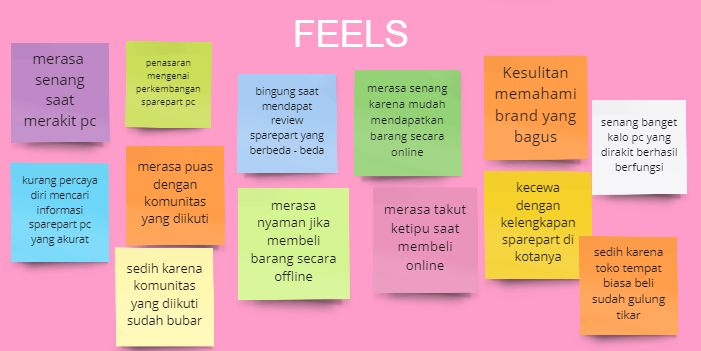 FEELS
merasa
senang
saat
merakit pc
penasaran
mengenai
perkembangan
sparepart pc
bingung saat
mendapat
review
sparepart yang
berbeda - beda
merasa senang
karena mudah
mendapatkan
barang secara
online
Kesulitan
memahami
brand yang
bagus
senang banget
kalo pc yang
dirakit berhasil
berfungsi
kurang percaya
diri mencari
informasi
sparepart pc
yang akurat
merasa puas
dengan
komunitas
yang diikuti
merasa
nyaman jika
membeli
barang secara
offline
merasa takut
ketipu saat
membeli
online
kecewa
dengan
kelengkapan
sparepart di
kotanya
sedih karena
komunitas
yang diikuti
sudah bubar
sedih karena
toko tempat
biasa beli
sudah gulung
tikar